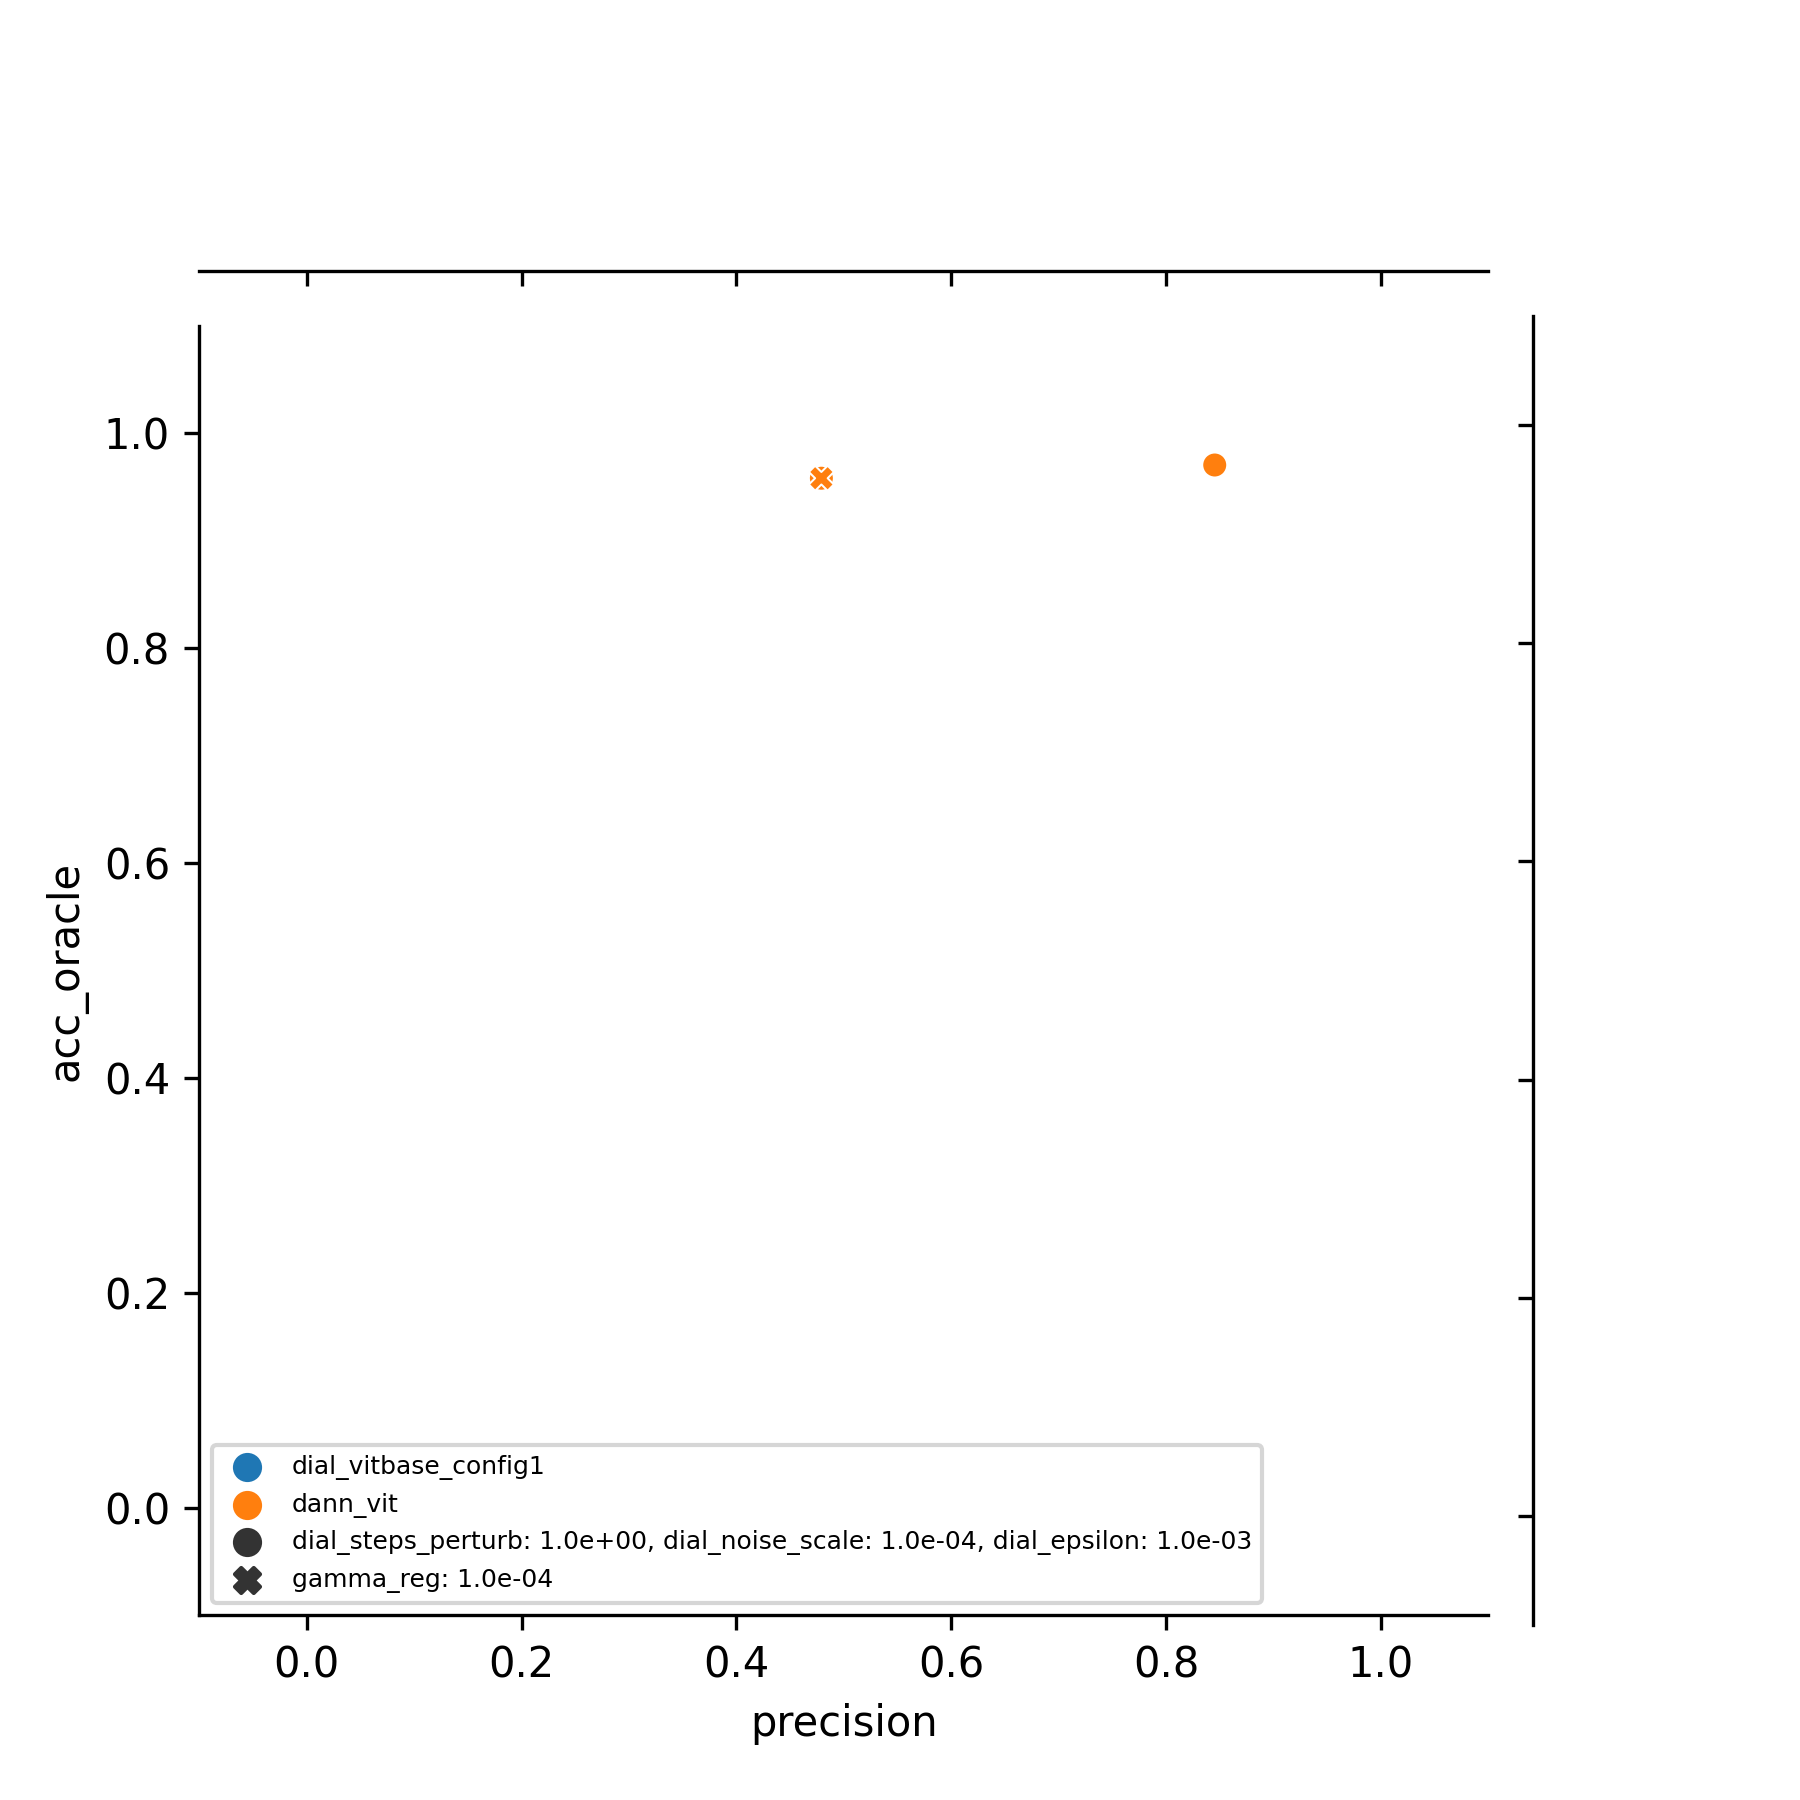 1.0
0.8
0.6
0.4
0.2
0.0
acc_oracle
dial_vitbase_config1
dann_vit
dial_steps_perturb: 1.0e+00, dial_noise_scale: 1.0e-04, dial_epsilon: 1.0e-03
gamma_reg: 1.0e-04
0.0 0.2 0.4 0.6 0.8 1.0
precision